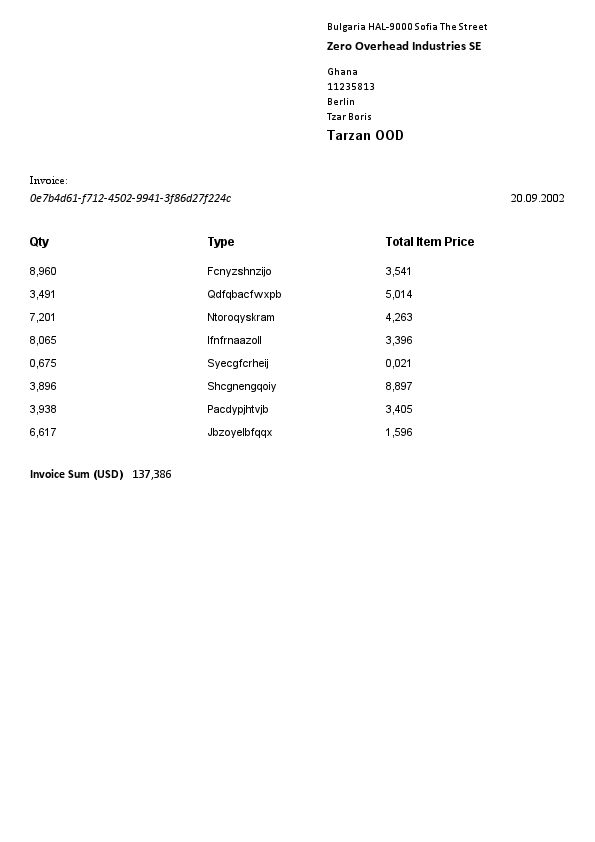 Bulgaria HAL-9000 Sofia The Street
Zero Overhead Industries SE
Ghana
11235813
Berlin
Tzar Boris
Tarzan OOD
Invoice:
0e7b4d61-f712-4502-9941-3f86d27f224c 20.09.2002
Qty Type Total Item Price
8,960 Fcnyzshnzijo 3,541
3,491 Qdfqbacfwxpb 5,014
7,201 Ntoroqyskram 4,263
8,065 Ifnfrnaazoll 3,396
0,675 Syecgfcrheij 0,021
3,896 Shcgnengqoiy 8,897
3,938 Pacdypjhtvjb 3,405
6,617 Jbzoyelbfqqx 1,596
Invoice Sum (USD) 137,386